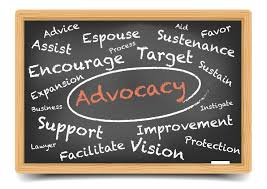 Advice Espouse Aid Favor
Assist Process Sustenance
Encourage Target
Expansion Sustain
Advocacy
Business Instigate
Support Improvement
Lawyer Vision Protection
Facilitate